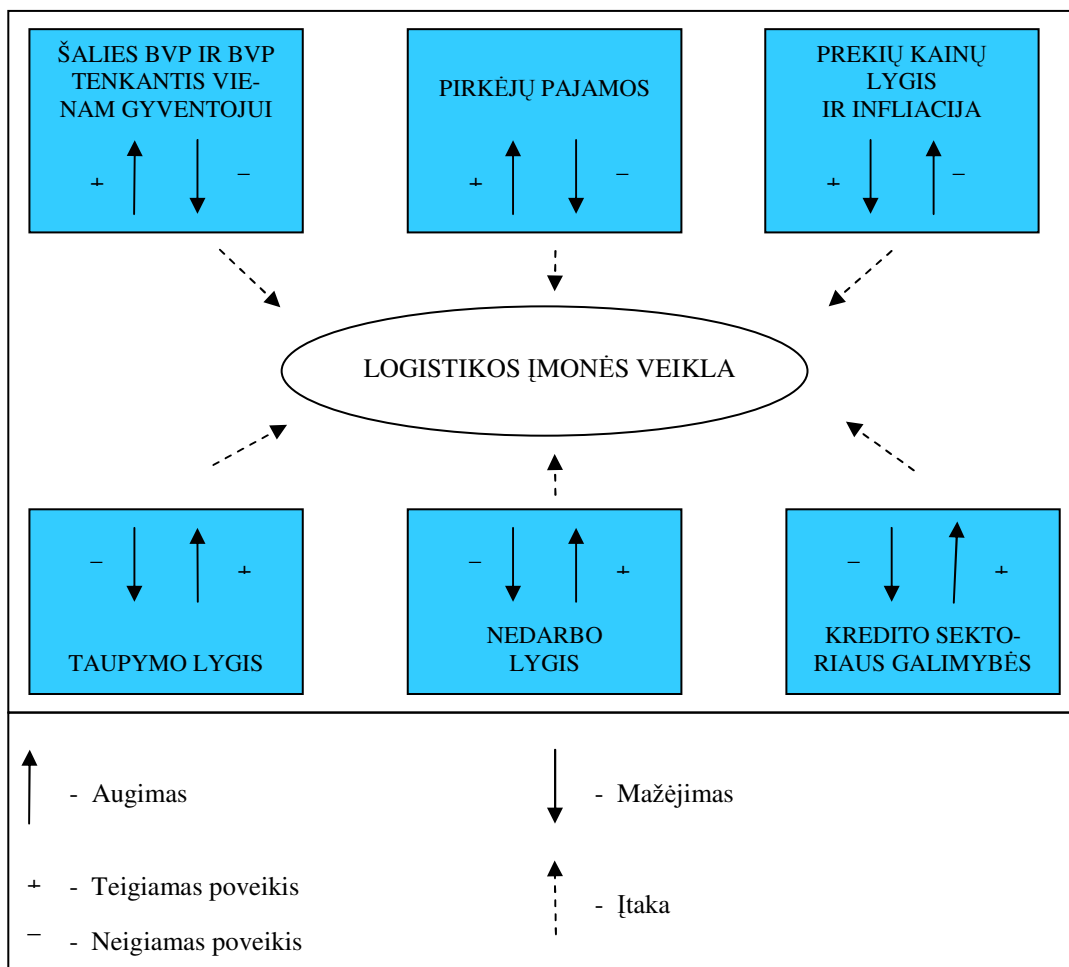 ŠALIES BVP IR BVP
TENKANTIS VIE-
NAM GYVENTOJUI
+ −
PIRKĖJŲ PAJAMOS
+ −
PREKIŲ KAINŲ
LYGIS
IR INFLIACIJA
+ −
LOGISTIKOS ĮMONĖS VEIKLA
− +
TAUPYMO LYGIS
− +
NEDARBO
LYGIS
− +
KREDITO SEKTO-
RIAUS GALIMYBĖS
- Augimas
- Mažėjimas
+ - Teigiamas poveikis
− - Neigiamas poveikis
- Įtaka